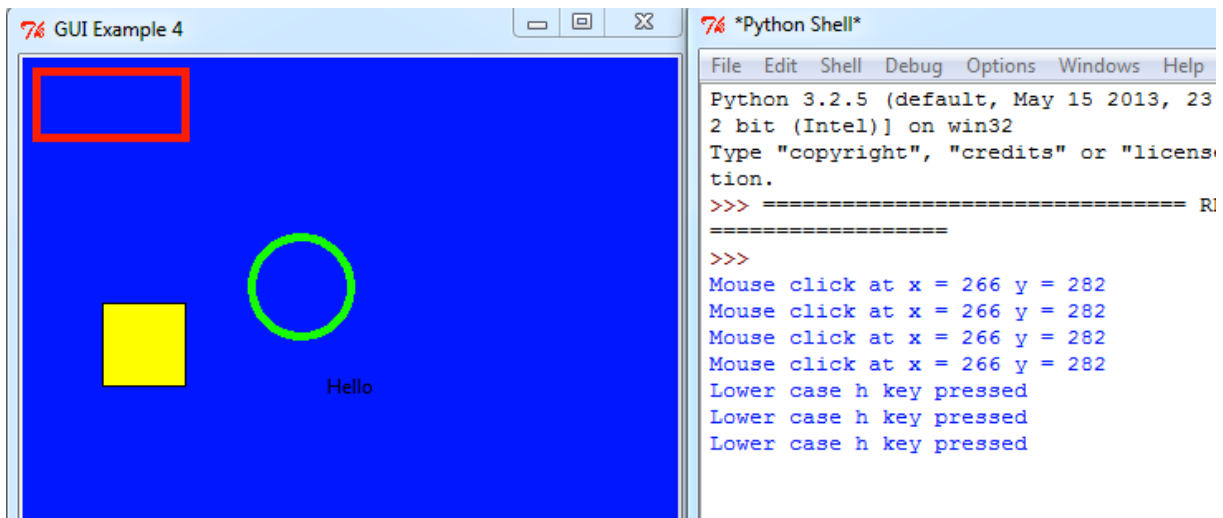 GUI Example 4
Hello
*Python Shell*
File Edit Shell Debug Options Windows Help
Python 3.2.5 (default, May 15 2013, 23
2 bit (Intel)] on win32
Type "copyright", "credits" or "license
tion.
>>> ================================
==================
>>>
Mouse click at x = 266 y = 282
Mouse click at x = 266 y = 282
Mouse click at x = 266 y = 282
Mouse click at x = 266 y = 282
Lower case h key pressed
Lower case h key pressed
Lower case h key pressed